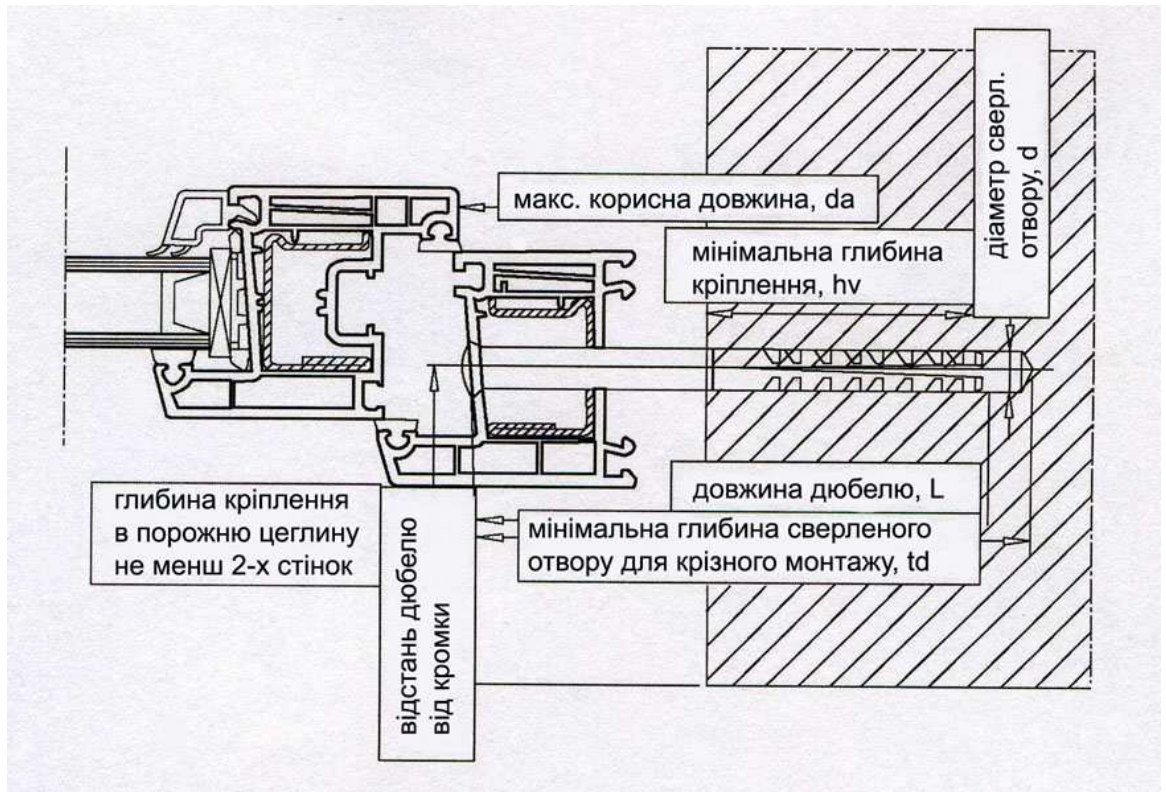 діаметр сверл.
отвору, d
макс. корисна довжина, da
мінімальна глибина
кріплення, hv
глибина кріплення
в порожню цеглину
не менш 2-х стінок
довжина дюбелю, L
мінімальна глибина сверленого
отвору для крізного монтажу, td
відстань дюбелю
від кромки